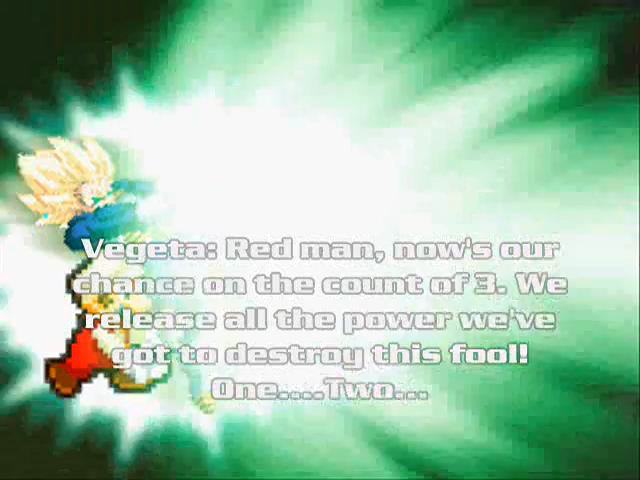 Vegeta: Red man, now's our
chance on the count of 3. We
release all the power we've
got to destroy this fool!
One....Two...